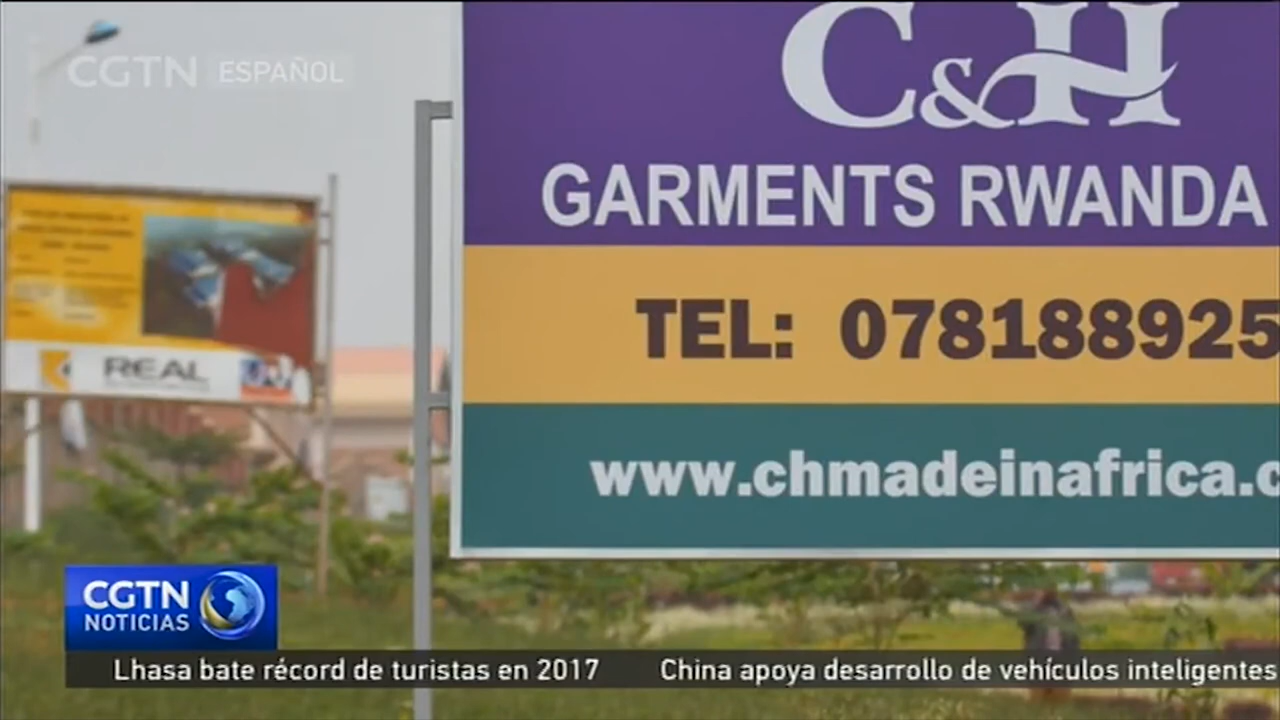 CGTN ESPAÑOL
C&H
GARMENTS RWANDA
TEL: 078188925
www.chmadeinafrica.c
REAL
CGTN
NOTICIAS
Lhasa bate récord de turistas en 2017 China apoya desarrollo de vehículos inteligentes